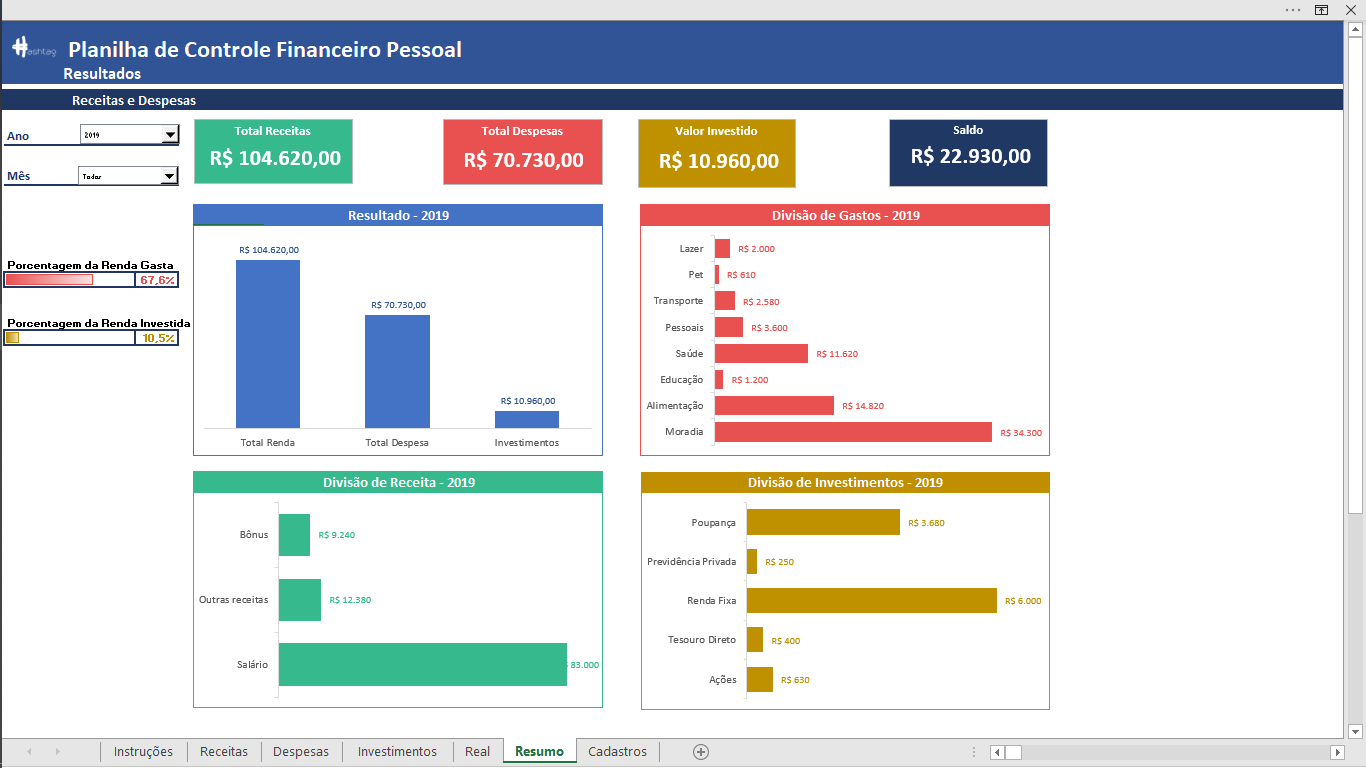 Hashtag
Planilha de Controle Financeiro Pessoal
Resultados
Receitas e Despesas
Ano
2019
Mês
Todas
Total Receitas
R$ 104.620,00
Total Despesas
R$ 70.730,00
Valor Investido
R$ 10.960,00
Saldo
R$ 22.930,00
Porcentagem da Renda Gasta
67,6%
Porcentagem da Renda Investida
10,5%
Resultado - 2019
R$ 104.620,00
R$ 70.730,00
R$ 10.960,00
Total Renda
Total Despesa
Investimentos
Divisão de Gastos - 2019
Lazer R$ 2.000
Pet R$ 610
Transporte R$ 2.580
Pessoais R$ 3.600
Saúde R$ 11.620
Educação R$ 1.200
Alimentação R$ 14.820
Moradia R$ 34.300
Divisão de Receita - 2019
Bônus R$ 9.240
Outras receitas R$ 12.380
Salário 83.000
Divisão de Investimentos - 2019
Poupança R$ 3.680
Previdência Privada R$ 250
Renda Fixa R$ 6.000
Tesouro Direto R$ 400
Ações R$ 630
Instruções Receitas Despesas Investimentos Real Resumo Cadastros